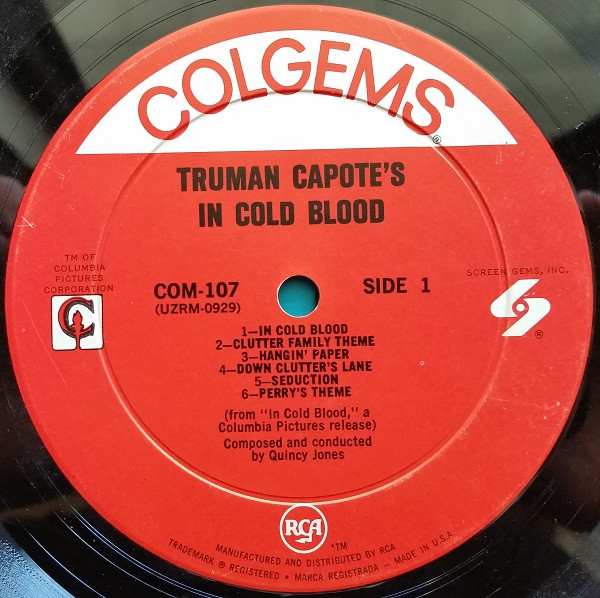 COLGEMS®
TRUMAN CAPOTE'S
IN COLD BLOOD
TM OF
COLUMBIA
PICTURES
CORPORATION
C
COM-107
(UZRM-0929)
SIDE 1
SCREEN GEMS, INC.
®
1—IN COLD BLOOD
2—CLUTTER FAMILY THEME
3—HANGIN' PAPER
4—DOWN CLUTTER'S LANE
5—SEDUCTION
6—PERRY'S THEME
(from "In Cold Blood," a
Columbia Pictures release)
Composed and conducted
by Quincy Jones
RCA
*TM
MANUFACTURED AND DISTRIBUTED BY RCA
TRADEMARK ® REGISTERED • MARCA REGISTRADA — MADE IN U.S.A.